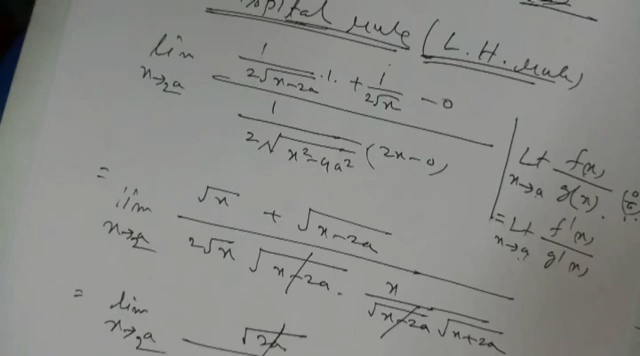 spital Rule (L.H. Rule)
lim x→2a (1/(2√(x-2a)) · 1 + 1/(2√x) - 0) / (1/(2√(x²-4a²)) (2x-0))
Lt x→a f(x)/g(x) (0/0)
= Lt x→a f'(x)/g'(x)
= lim x→2a (√x + √(x-2a)) / (2√x √(x-2a) · x/(√(x-2a) √(x+2a)))
= lim x→2a √2a